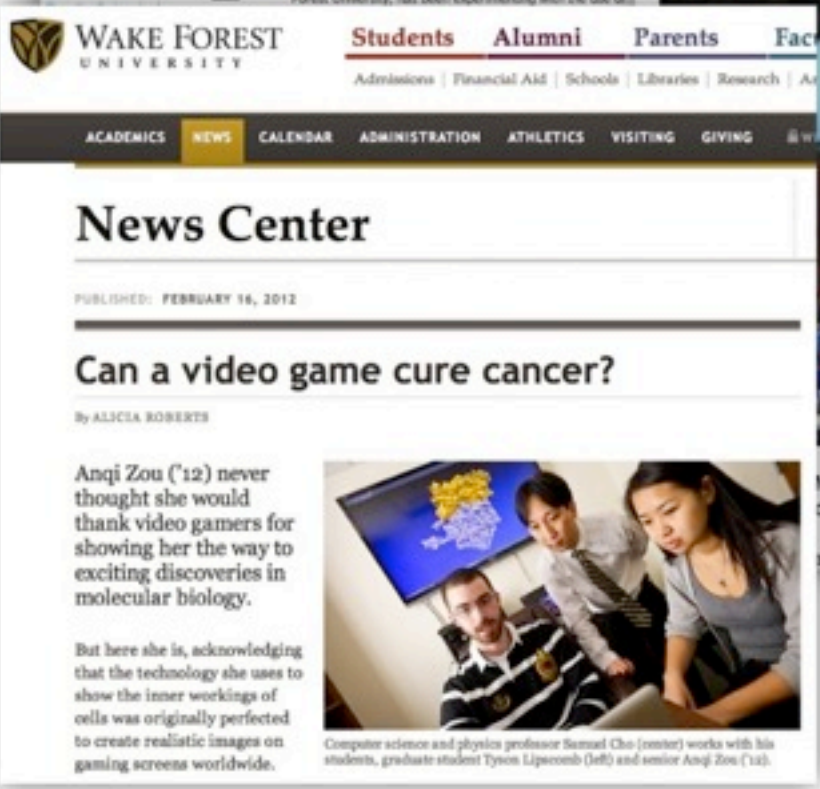 WAKE FOREST
UNIVERSITY
Students Alumni Parents
Admissions | Financial Aid | Schools | Libraries | Research |
ACADEMICS NEWS CALENDAR ADMINISTRATION ATHLETICS VISITING GIVING
News Center
PUBLISHED: FEBRUARY 16, 2012
Can a video game cure cancer?
By ALICIA ROBERTS
Anqi Zou ('12) never
thought she would
thank video gamers for
showing her the way to
exciting discoveries in
molecular biology.
But here she is, acknowledging
that the technology she uses to
show the inner workings of
cells was originally perfected
to create realistic images on
gaming screens worldwide.
Computer science and physics professor Samuel Cho (center) works with his
students, graduate student Tyson Lipscomb (left) and senior Anqi Zou ('12).